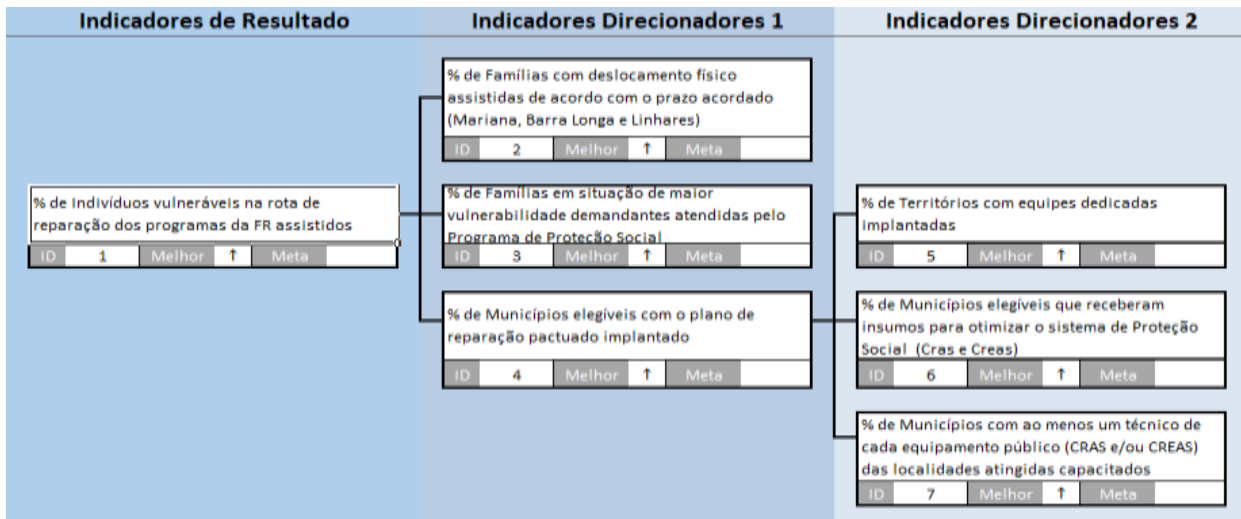 Indicadores de Resultado
Indicadores Direcionadores 1
Indicadores Direcionadores 2
% de Indivíduos vulneráveis na rota de
reparação dos programas da FR assistidos
ID 1 Melhor ↑ Meta
% de Famílias com deslocamento físico
assistidas de acordo com o prazo acordado
(Mariana, Barra Longa e Linhares)
ID 2 Melhor ↑ Meta
% de Famílias em situação de maior
vulnerabilidade demandantes atendidas pelo
Programa de Proteção Social
ID 3 Melhor ↑ Meta
% de Municípios elegíveis com o plano de
reparação pactuado implantado
ID 4 Melhor ↑ Meta
% de Territórios com equipes dedicadas
implantadas
ID 5 Melhor ↑ Meta
% de Municípios elegíveis que receberam
insumos para otimizar o sistema de Proteção
Social (Cras e Creas)
ID 6 Melhor ↑ Meta
% de Municípios com ao menos um técnico de
cada equipamento público (CRAS e/ou CREAS)
das localidades atingidas capacitados
ID 7 Melhor ↑ Meta